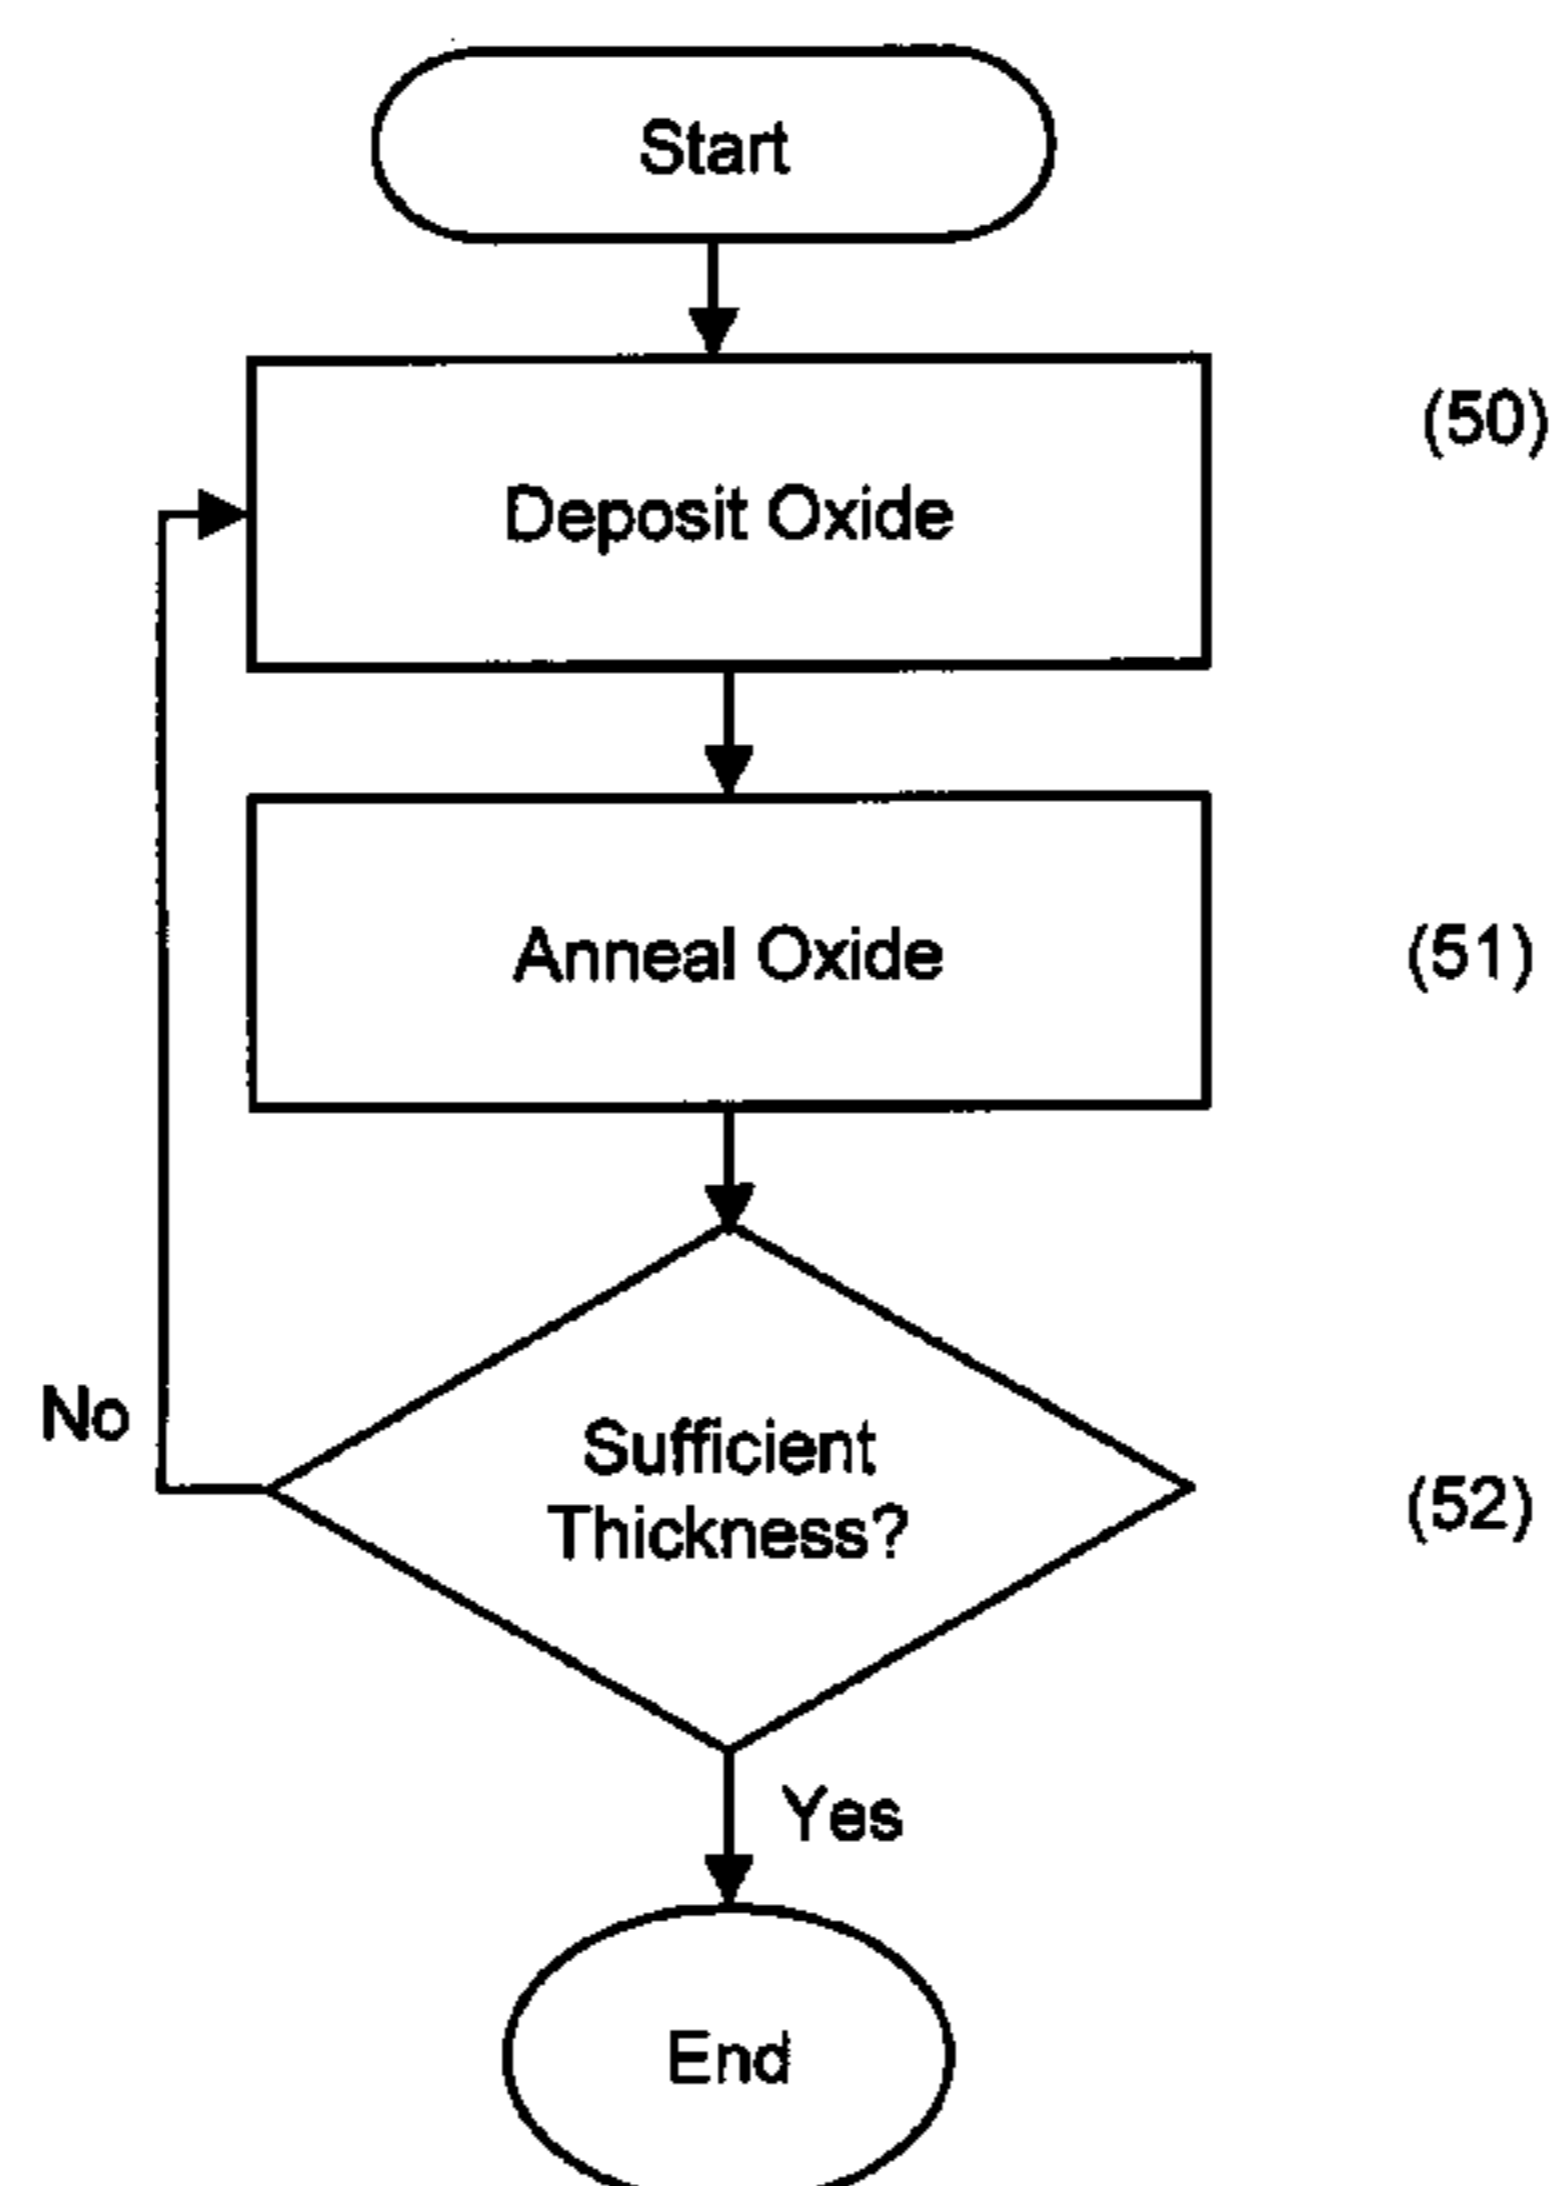 Start
(50)
Deposit Oxide
Anneal Oxide
(51)
No
Sufficient
Thickness?
(52)
Yes
End